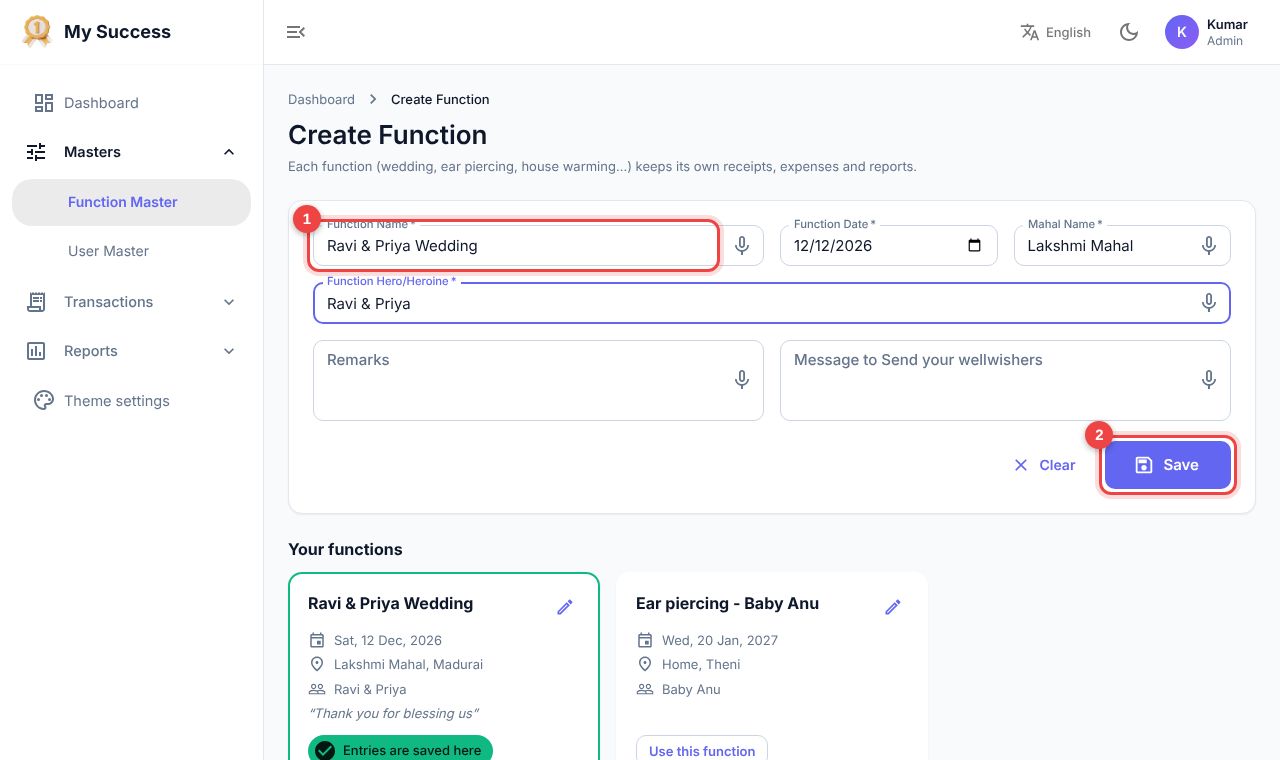 1
My Success
English
K
Kumar
Admin
Dashboard
Masters
Function Master
User Master
Transactions
Reports
Theme settings
Dashboard > Create Function
Create Function
Each function (wedding, ear piercing, house warming...) keeps its own receipts, expenses and reports.
1
Function Name *
Ravi & Priya Wedding
Function Date *
12/12/2026
Mahal Name *
Lakshmi Mahal
Function Hero/Heroine *
Ravi & Priya
Remarks
Message to Send your wellwishers
Clear
2
Save
Your functions
Ravi & Priya Wedding
Sat, 12 Dec, 2026
Lakshmi Mahal, Madurai
Ravi & Priya
“Thank you for blessing us”
Entries are saved here
Ear piercing - Baby Anu
Wed, 20 Jan, 2027
Home, Theni
Baby Anu
Use this function